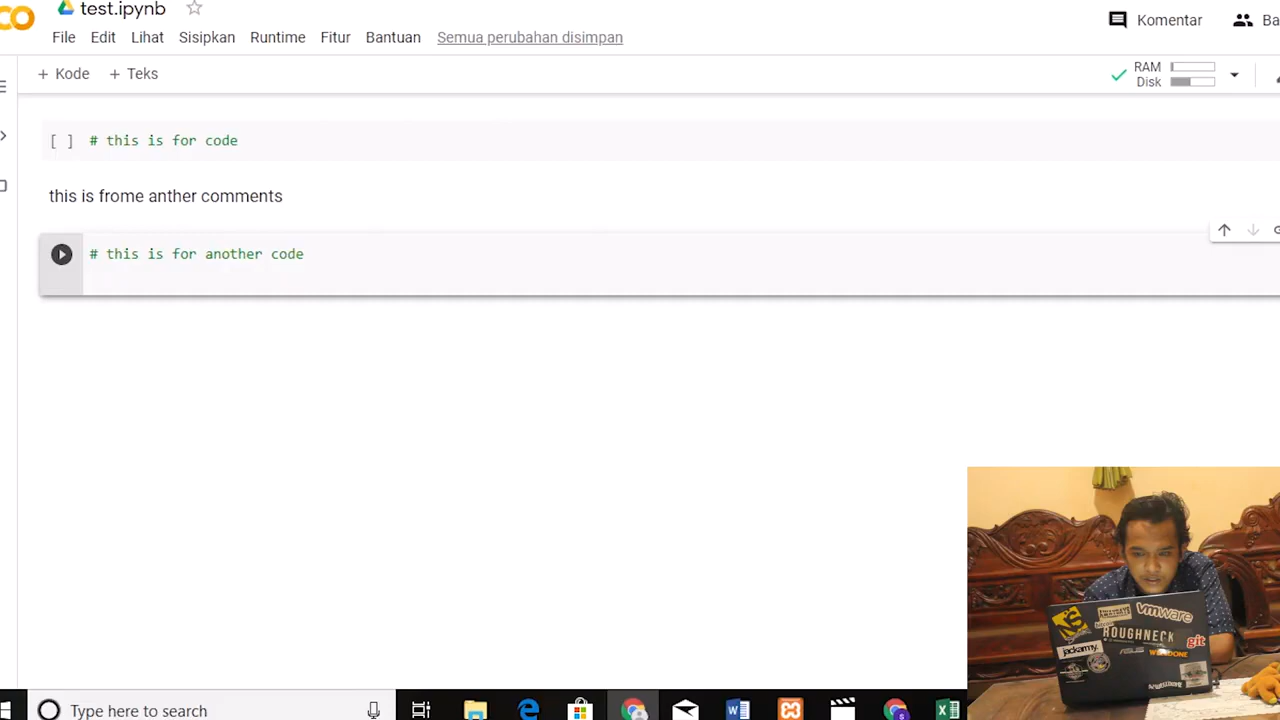 test.ipynb
Komentar
File Edit Lihat Sisipkan Runtime Fitur Bantuan Semua perubahan disimpan
+ Kode + Teks
RAM
Disk
[ ] # this is for code
this is frome anther comments
# this is for another code
vmware
ROUGHNECK
git
jackarmy.
ASUS
Type here to search